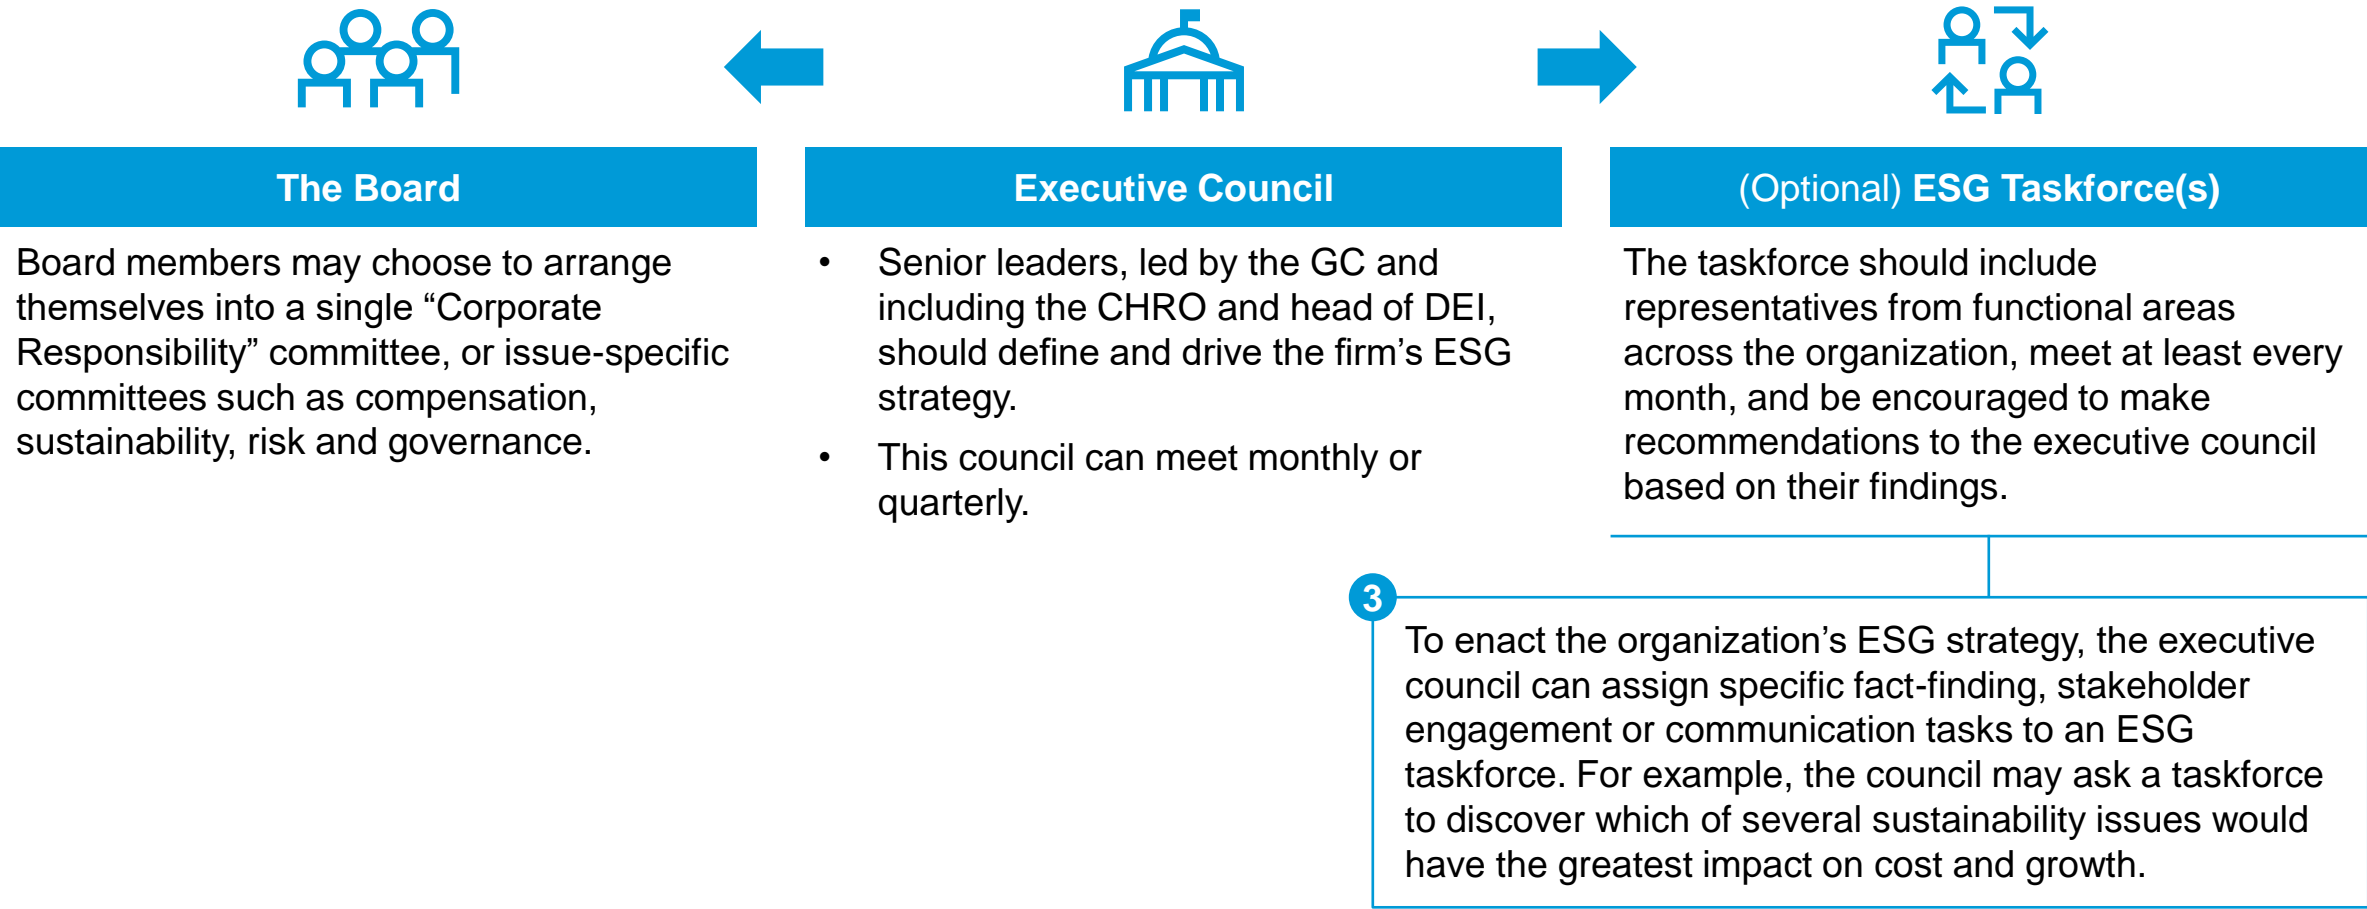 The Board
Board members may choose to arrange
themselves into a single “Corporate
Responsibility” committee, or issue-specific
committees such as compensation,
sustainability, risk and governance.
Executive Council
• Senior leaders, led by the GC and
including the CHRO and head of DEI,
should define and drive the firm’s ESG
strategy.
• This council can meet monthly or
quarterly.
(Optional) ESG Taskforce(s)
The taskforce should include
representatives from functional areas
across the organization, meet at least every
month, and be encouraged to make
recommendations to the executive council
based on their findings.
3
To enact the organization’s ESG strategy, the executive
council can assign specific fact-finding, stakeholder
engagement or communication tasks to an ESG
taskforce. For example, the council may ask a taskforce
to discover which of several sustainability issues would
have the greatest impact on cost and growth.